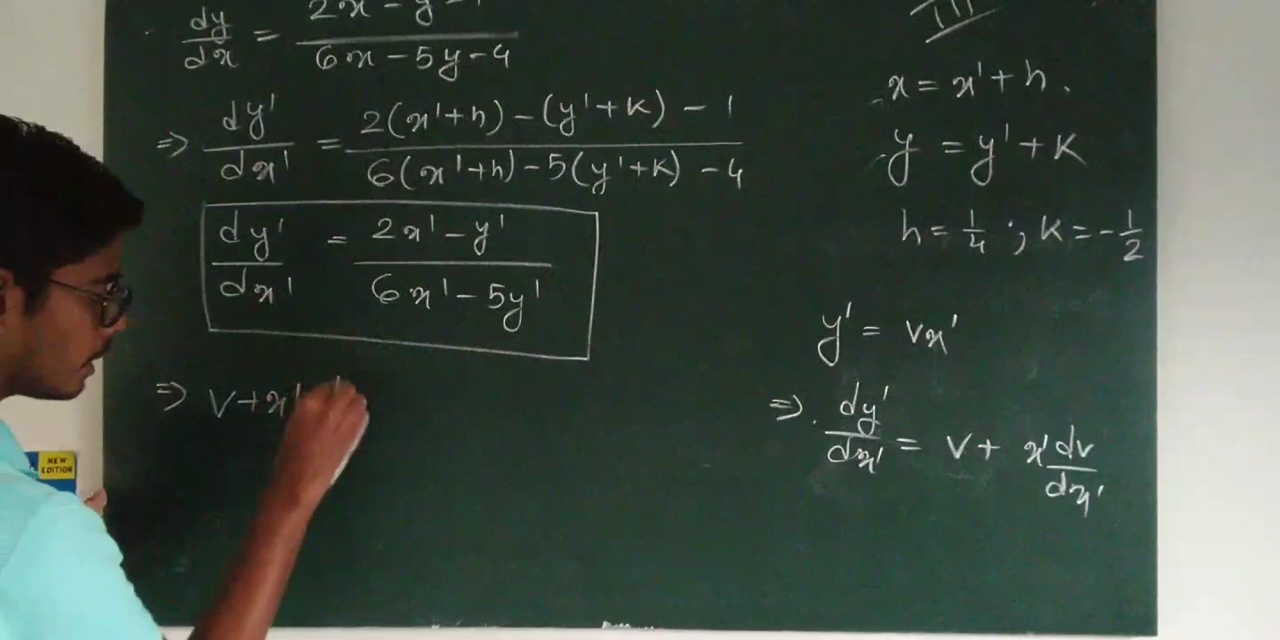 dy/dx = 2x - y - 1 / 6x - 5y - 4
⇒ dy'/dx' = 2(x'+h) - (y'+k) - 1 / 6(x'+h) - 5(y'+k) - 4
dy'/dx' = 2x' - y' / 6x' - 5y'
⇒ v + x'
III
x = x' + h.
y = y' + k
h = 1/4 ; k = -1/2
y' = vx'
⇒ dy'/dx' = v + x' dv/dx'
NEW
EDITION